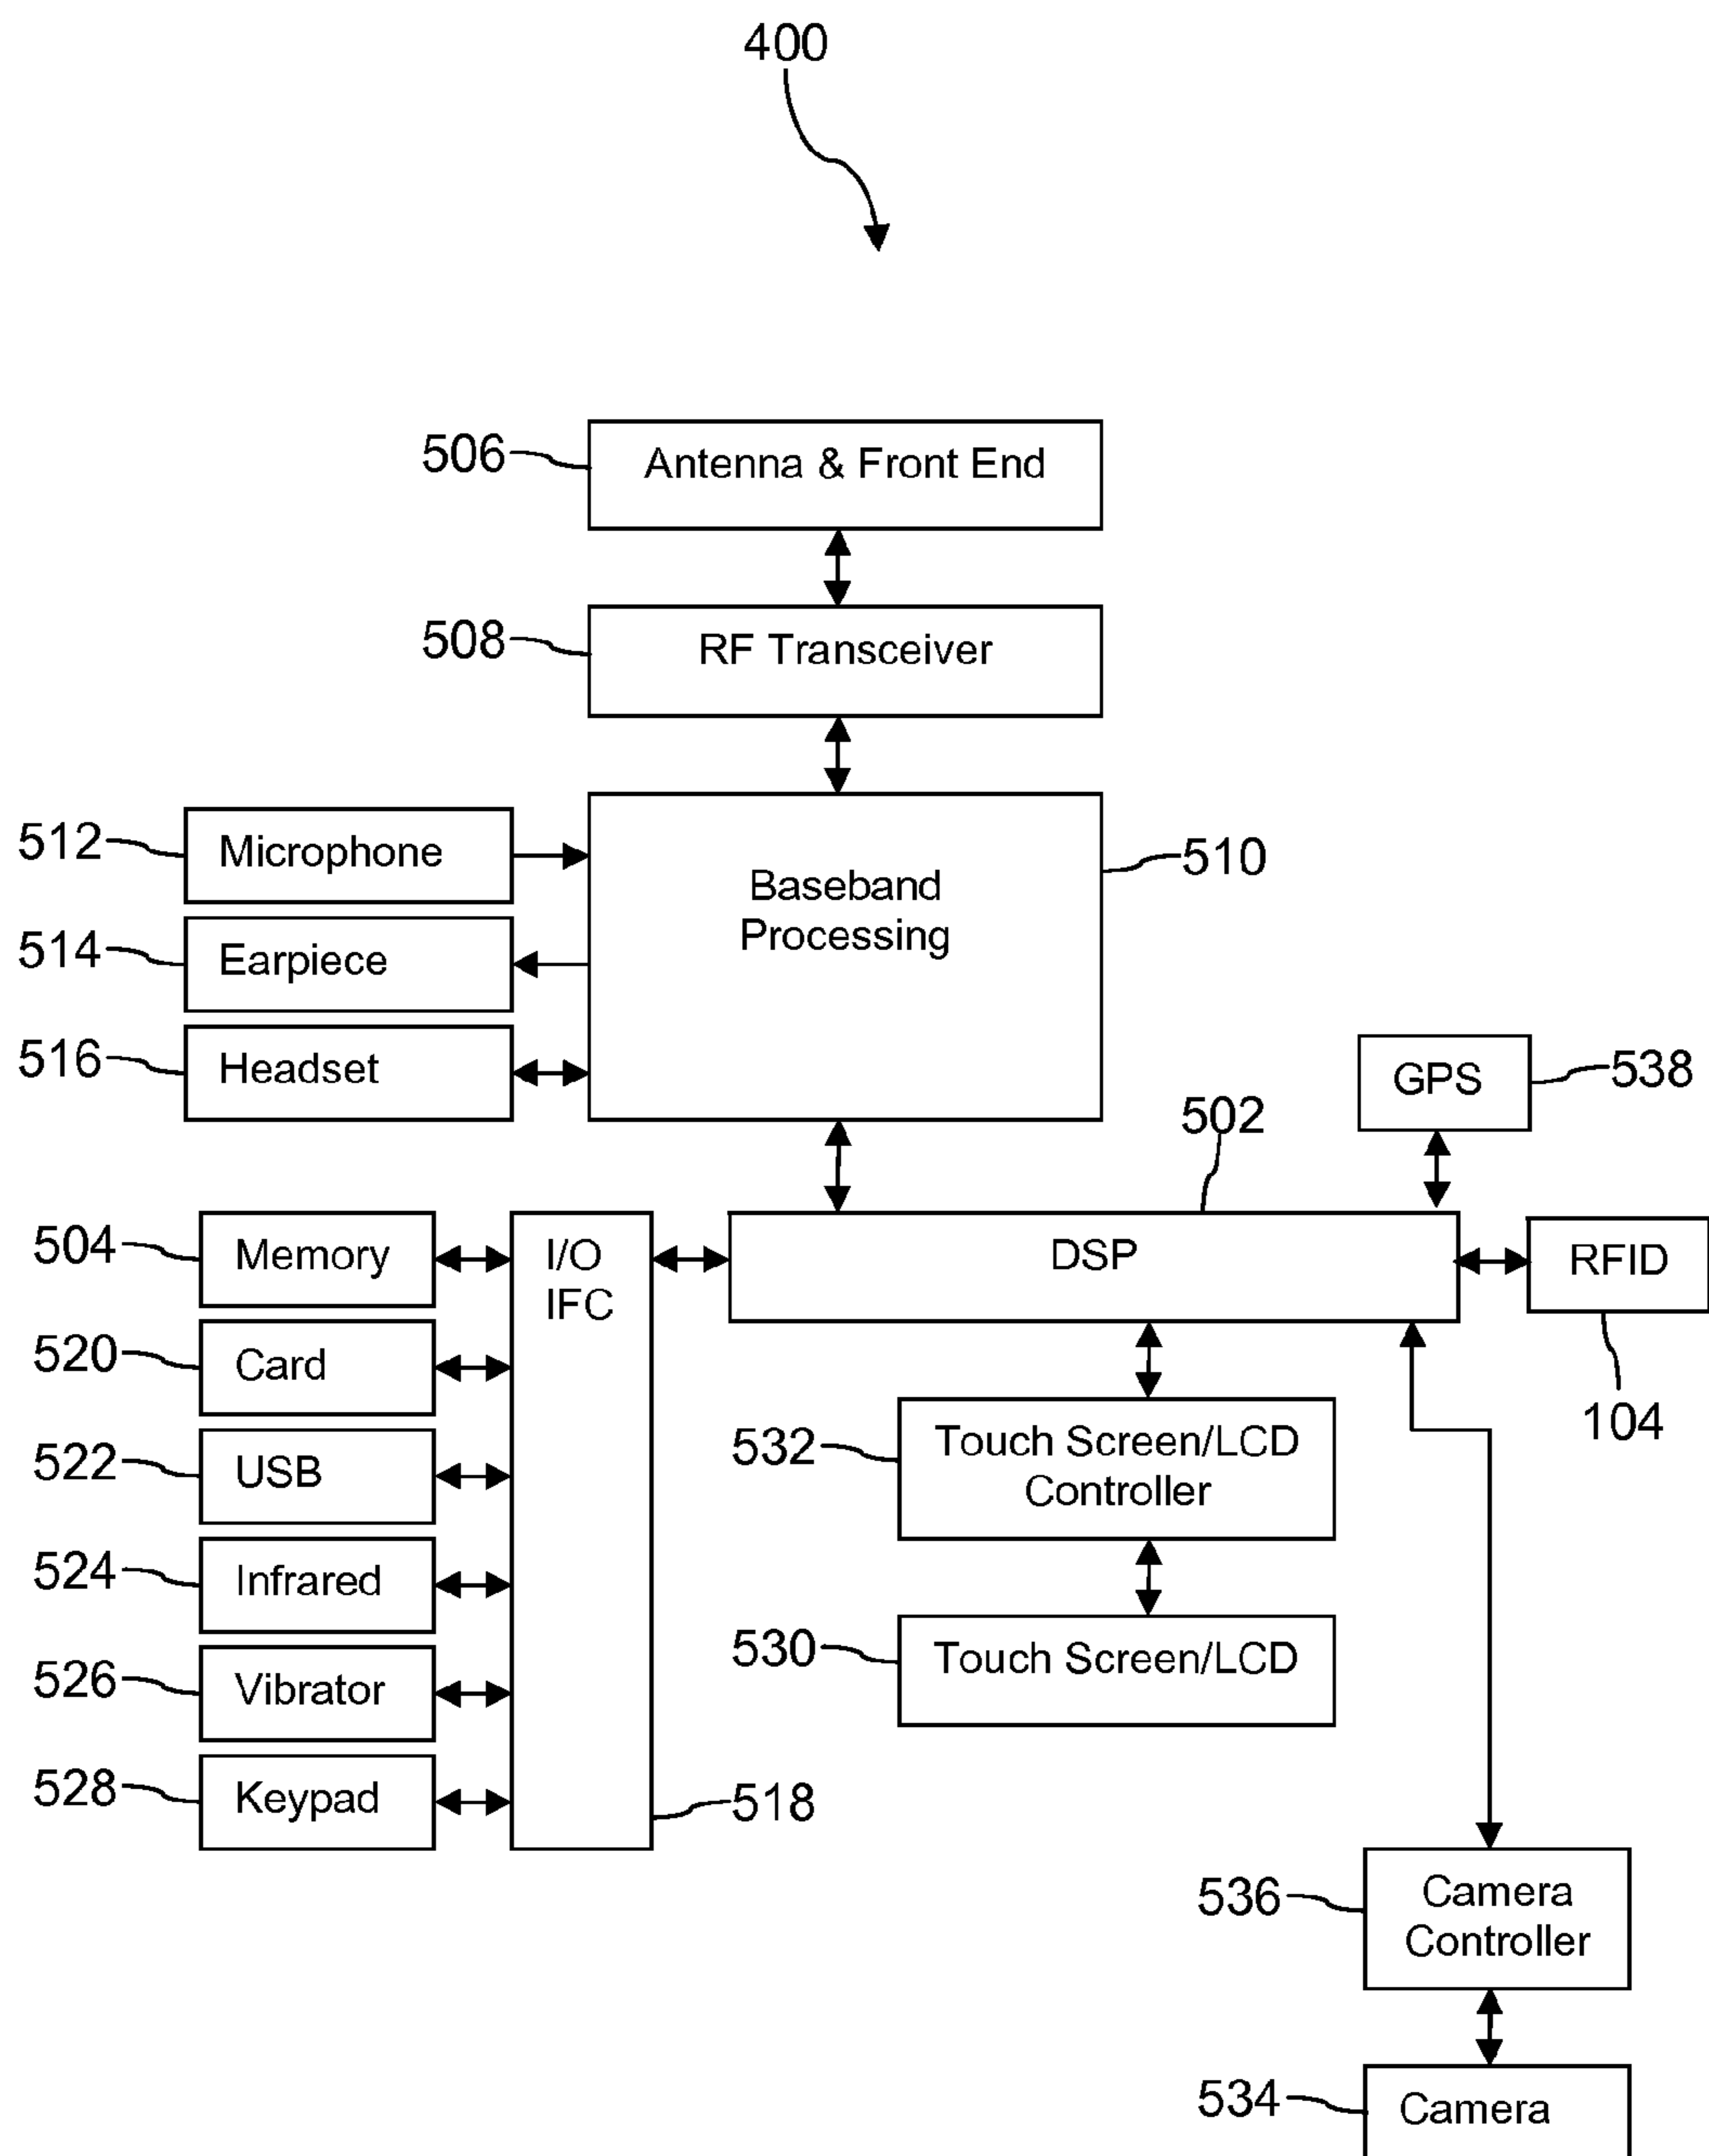 400
506
Antenna & Front End
508
RF Transceiver
512
Microphone
Baseband
Processing
510
514
Earpiece
516
Headset
GPS
538
502
504
Memory
I/O
IFC
DSP
RFID
104
520
Card
522
USB
532
Touch Screen/LCD
Controller
524
Infrared
530
Touch Screen/LCD
526
Vibrator
528
Keypad
518
536
Camera
Controller
534
Camera